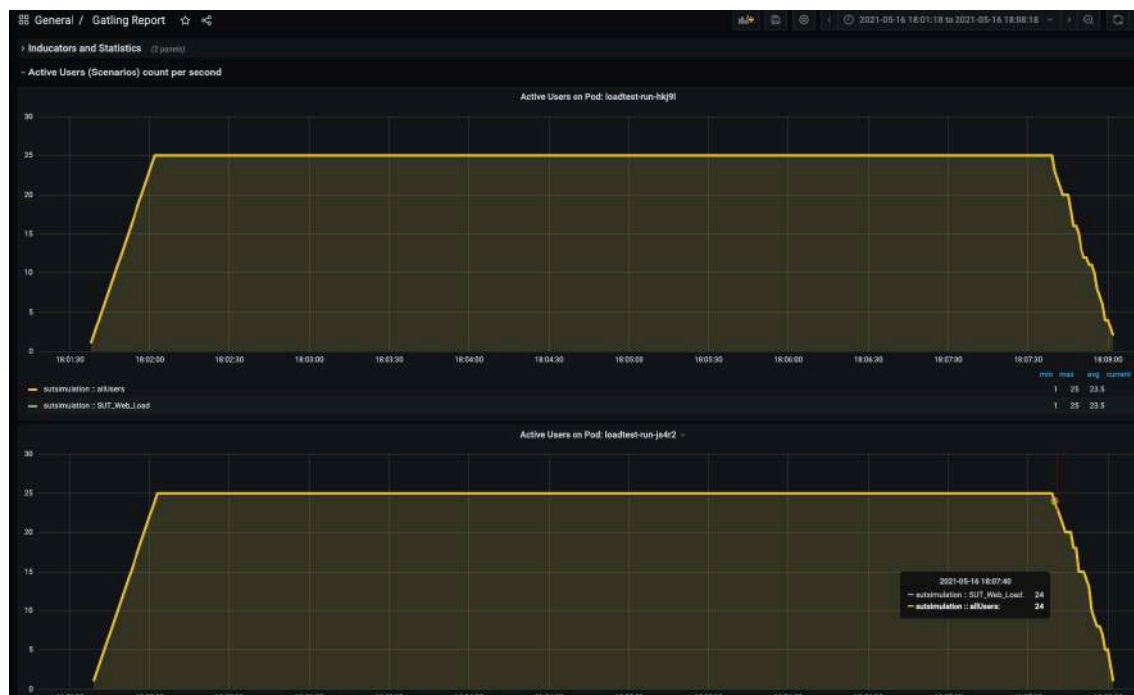 General / Gatling Report 2021-05-16 18:01:18 to 2021-05-16 18:08:18
Inducators and Statistics (2 panels)
Active Users (Scenarios) count per second
Active Users on Pod: loadtest-run-hkj9l
30
25
20
15
10
5
0
18:01:30 18:02:00 18:02:30 18:03:00 18:03:30 18:04:00 18:04:30 18:05:00 18:05:30 18:06:00 18:06:30 18:07:00 18:07:30 18:08:00
min max avg current
sutsimulation :: allUsers 1 25 23.5
sutsimulation :: SUT_Web_Load 1 25 23.5
Active Users on Pod: loadtest-run-js4r2
30
25
20
15
10
5
0
2021-05-16 18:07:40
sutsimulation :: SUT_Web_Load: 24
sutsimulation :: allUsers: 24